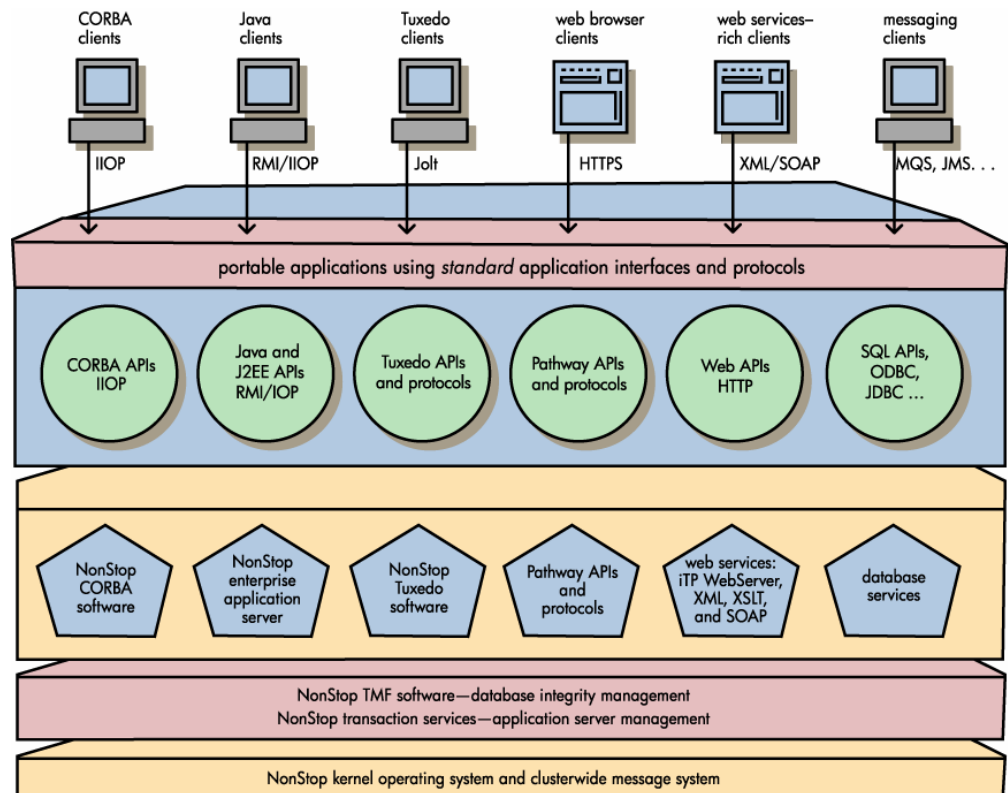 CORBA
clients
Java
clients
Tuxedo
clients
web browser
clients
web services–
rich clients
messaging
clients
IIOP
RMI/IIOP
Jolt
HTTPS
XML/SOAP
MQS, JMS. . .
portable applications using standard application interfaces and protocols
CORBA APIs
IIOP
Java and
J2EE APIs
RMI/IOP
Tuxedo APIs
and protocols
Pathway APIs
and protocols
Web APIs
HTTP
SQL APIs,
ODBC,
JDBC ...
NonStop
CORBA
software
NonStop
enterprise
application
server
NonStop
Tuxedo
software
Pathway APIs
and
protocols
web services:
iTP WebServer,
XML, XSLT,
and SOAP
database
services
NonStop TMF software—database integrity management
NonStop transaction services—application server management
NonStop kernel operating system and clusterwide message system